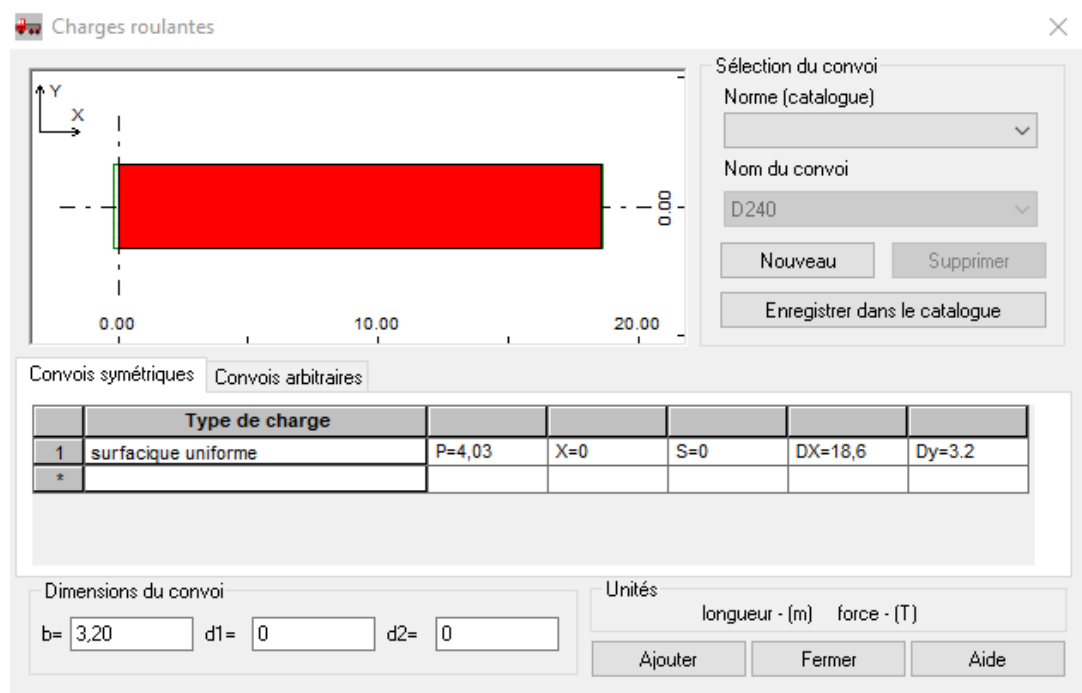 Charges roulantes
Y
X
0.00
0.00 10.00 20.00
Sélection du convoi
Norme (catalogue)
Nom du convoi
D240
Nouveau Supprimer
Enregistrer dans le catalogue
Convois symétriques Convois arbitraires
Type de charge
1 surfacique uniforme P=4,03 X=0 S=0 DX=18,6 Dy=3.2
*
Dimensions du convoi
b= 3,20 d1= 0 d2= 0
Unités
longueur - (m) force - (T)
Ajouter Fermer Aide